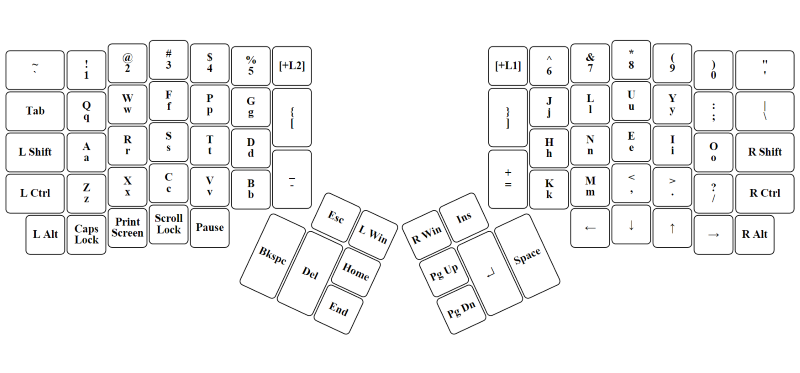 ~
`
!
1
@
2
#
3
$
4
%
5
[+L2]
[+L1]
^
6
&
7
*
8
(
9
)
0
"
'
Tab
Q
q
W
w
F
f
P
p
G
g
{
[
}
]
J
j
L
l
U
u
Y
y
:
;
|
\
L Shift
A
a
R
r
S
s
T
t
D
d
H
h
N
n
E
e
I
i
O
o
R Shift
L Ctrl
Z
z
X
x
C
c
V
v
B
b
_
-
+
=
K
k
M
m
<
,
>
.
?
/
R Ctrl
L Alt
Caps
Lock
Print
Screen
Scroll
Lock
Pause
←
↓
↑
→
R Alt
Esc
L Win
Bkspc
Del
Home
End
R Win
Ins
Pg Up
↵
Space
Pg Dn